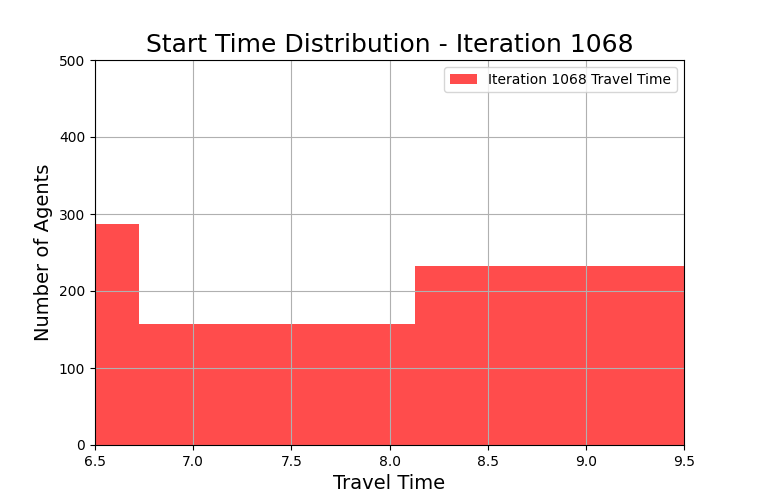 Start Time Distribution - Iteration 1068
Iteration 1068 Travel Time
Number of Agents
500
400
300
200
100
0
6.5 7.0 7.5 8.0 8.5 9.0 9.5
Travel Time